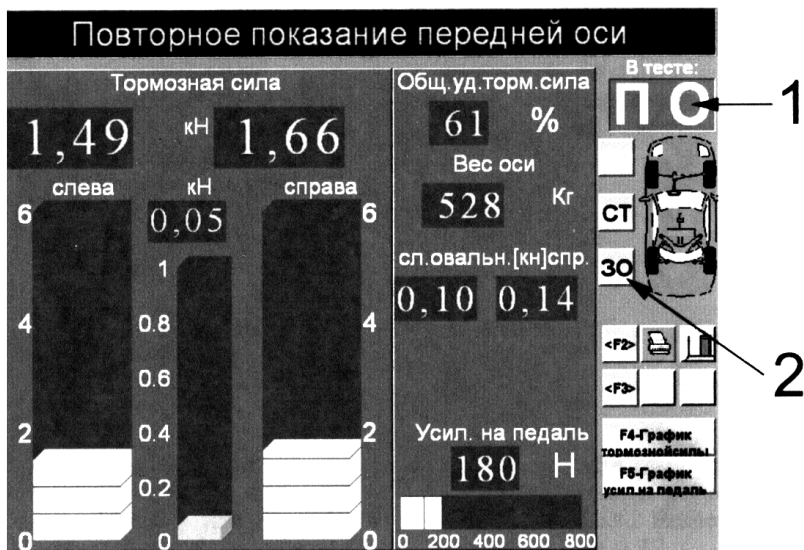 Повторное показание передней оси
Тормозная сила
1,49 кН 1,66
слева кН справа
0,05
6 6
1
4 0.8 4
0.6
2 0.4 2
0.2
0 0 0
Общ.уд.торм.сила
61 %
Вес оси
528 Кг
сл.овальн.[кн]спр.
0,10 0,14
Усил. на педаль
180 Н
0 200 400 600 800
В тесте:
П С
1
СТ
ЗО
2
<F2>
<F3>
F4-График
тормознойсилы
F5-График
усил.на педаль